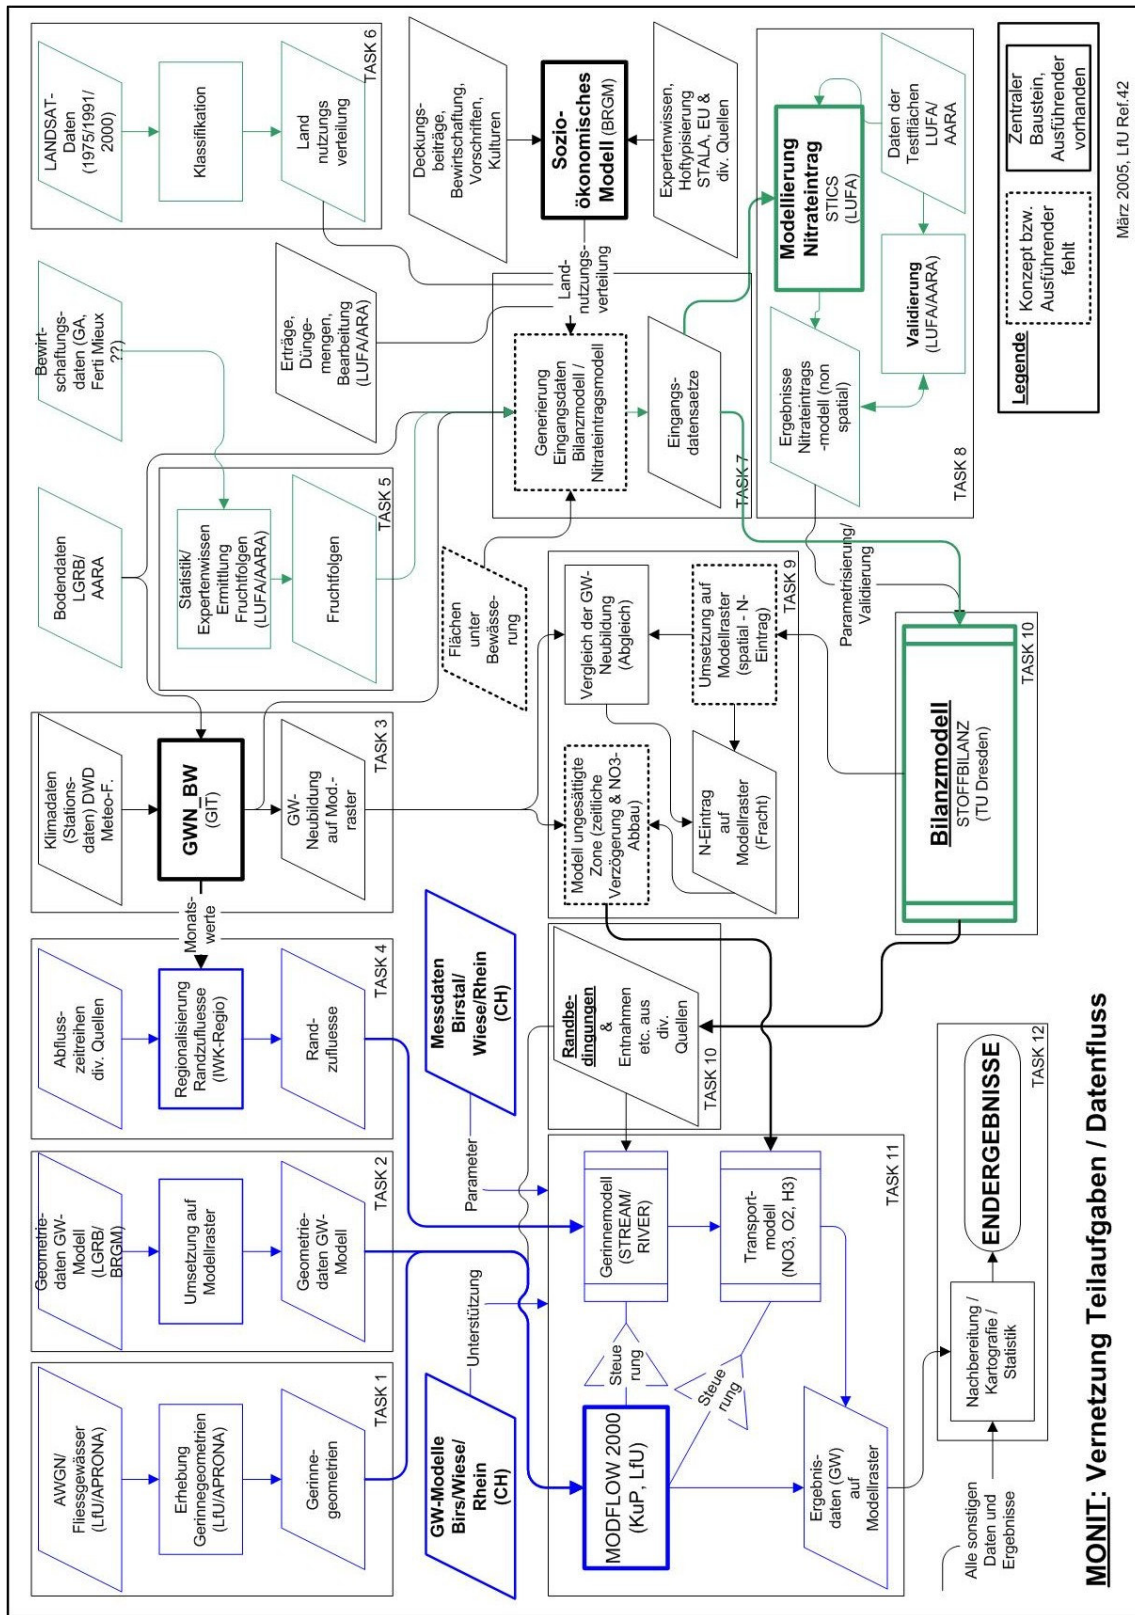 AWGN/
Fliessgewässer
(LfU/APRONA)
Erhebung
Gerinnegeometrien
(LfU/APRONA)
Gerinne-
geometrien
TASK 1
Geometrie-
daten GW-
Modell
(LGRB/
BRGM)
Umsetzung auf
Modellraster
Geometrie-
daten GW-
Modell
TASK 2
Abfluss-
zeitreihen
div. Quellen
Regionalisierung
Randzufluesse
(IWK-Regio)
Rand-
zufluesse
TASK 4
Monats-
werte
Klimadaten
(Stations-
daten) DWD
Meteo-F.
GWN_BW
(GIT)
GW-
Neubildung
auf Mod.-
raster
TASK 3
Bodendaten
LGRB/
AARA
Bewirt-
schaftungs-
daten (GA,
Ferti Mieux
??)
Statistik/
Expertenwissen
Ermittlung
Fruchtfolgen
(LUFA/AARA)
Fruchtfolgen
TASK 5
LANDSAT-
Daten
(1975/1991/
2000)
Klassifikation
Land
nutzungs
verteilung
TASK 6
GW-Modelle
Birs/Wiese/
Rhein
(CH)
Unterstützung
Messdaten
Birstal/
Wiese/Rhein
(CH)
Parameter
Flächen
unter
Bewässe-
rung
Erträge,
Dünge-
mengen,
Bearbeitung
(LUFA/ARA)
Deckungs-
beiträge,
Bewirtschaftung,
Vorschriften,
Kulturen
Sozio-
ökonomisches
Modell (BRGM)
Expertenwissen,
Hoftypisierung
STALA, EU &
div. Quellen
Land-
nutzungs-
verteilung
Generierung
Eingangsdaten
Bilanzmodell /
Nitrateintragsmodell
Eingangs-
datensaetze
TASK 7
MODFLOW 2000
(KuP, LfU)
Steue
rung
Steue
rung
Gerinnemodell
(STREAM/
RIVER)
Transport-
modell
(NO3, O2, H3)
Ergebnis-
daten (GW)
auf
Modellraster
TASK 11
Randbe-
dingungen
&
Entnahmen
etc. aus
div.
Quellen
TASK 10
Modell ungesättigte
Zone (zeitliche
Verzögerung & NO3-
Abbau)
Vergleich der GW-
Neubildung
(Abgleich)
N-Eintrag
auf
Modellraster
(Fracht)
Umsetzung auf
Modellraster
(spatial - N-
Eintrag)
TASK 9
Parametrisierung/
Validierung
Modellierung
Nitrateintrag
STICS
(LUFA)
Daten der
Testflächen
LUFA/
AARA
Ergebnisse
Nitrateintrags
-modell (non
spatial)
Validierung
(LUFA/AARA)
TASK 8
Bilanzmodell
STOFFBILANZ
(TU Dresden)
TASK 10
Alle sonstigen
Daten und
Ergebnisse
Nachbereitung /
Kartografie /
Statistik
ENDERGEBNISSE
TASK 12
Legende
Konzept bzw.
Ausführender
fehlt
Zentraler
Baustein,
Ausführender
vorhanden
MONIT: Vernetzung Teilaufgaben / Datenfluss
März 2005, LfU Ref.42